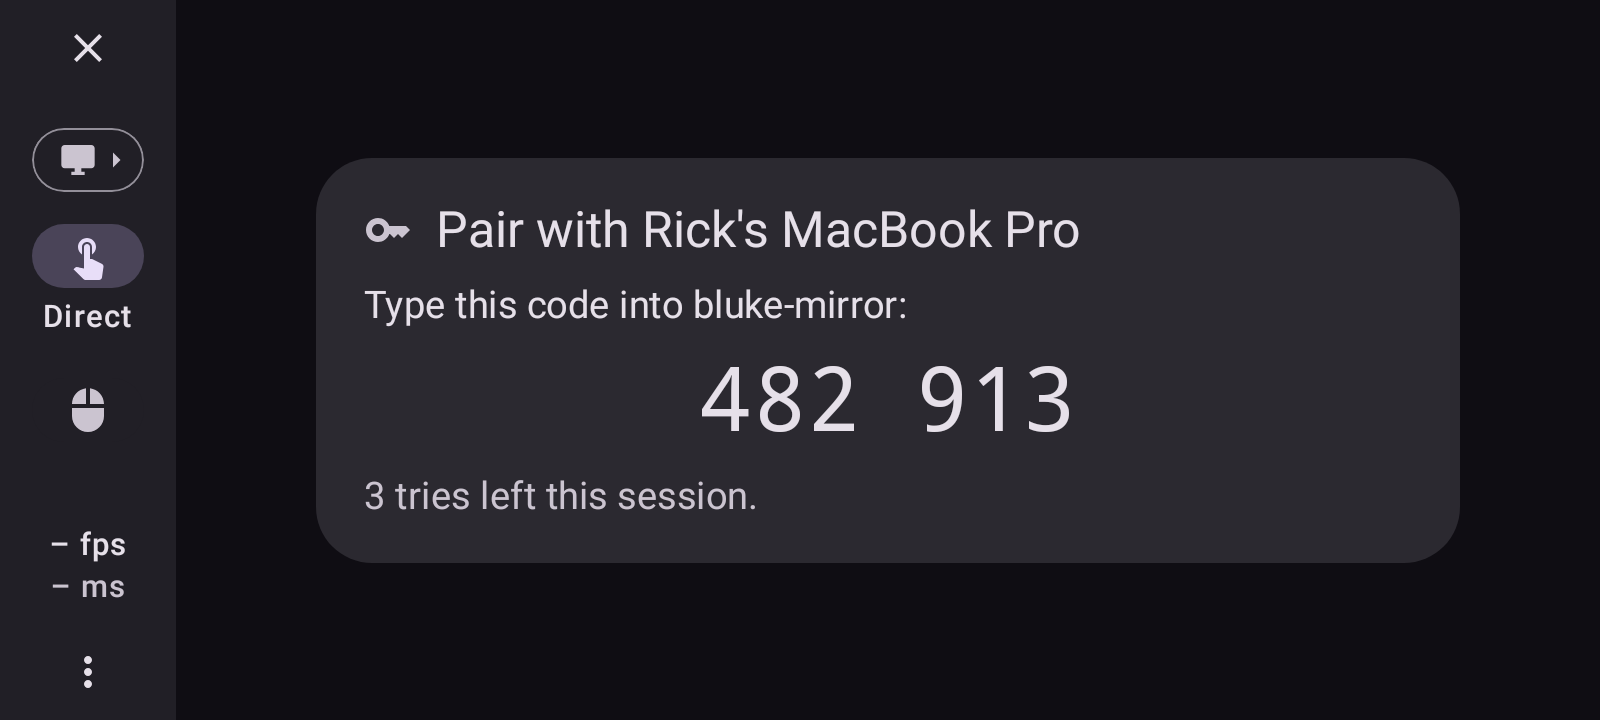 Direct
– fps
– ms
Pair with Rick's MacBook Pro
Type this code into bluke-mirror:
482 913
3 tries left this session.